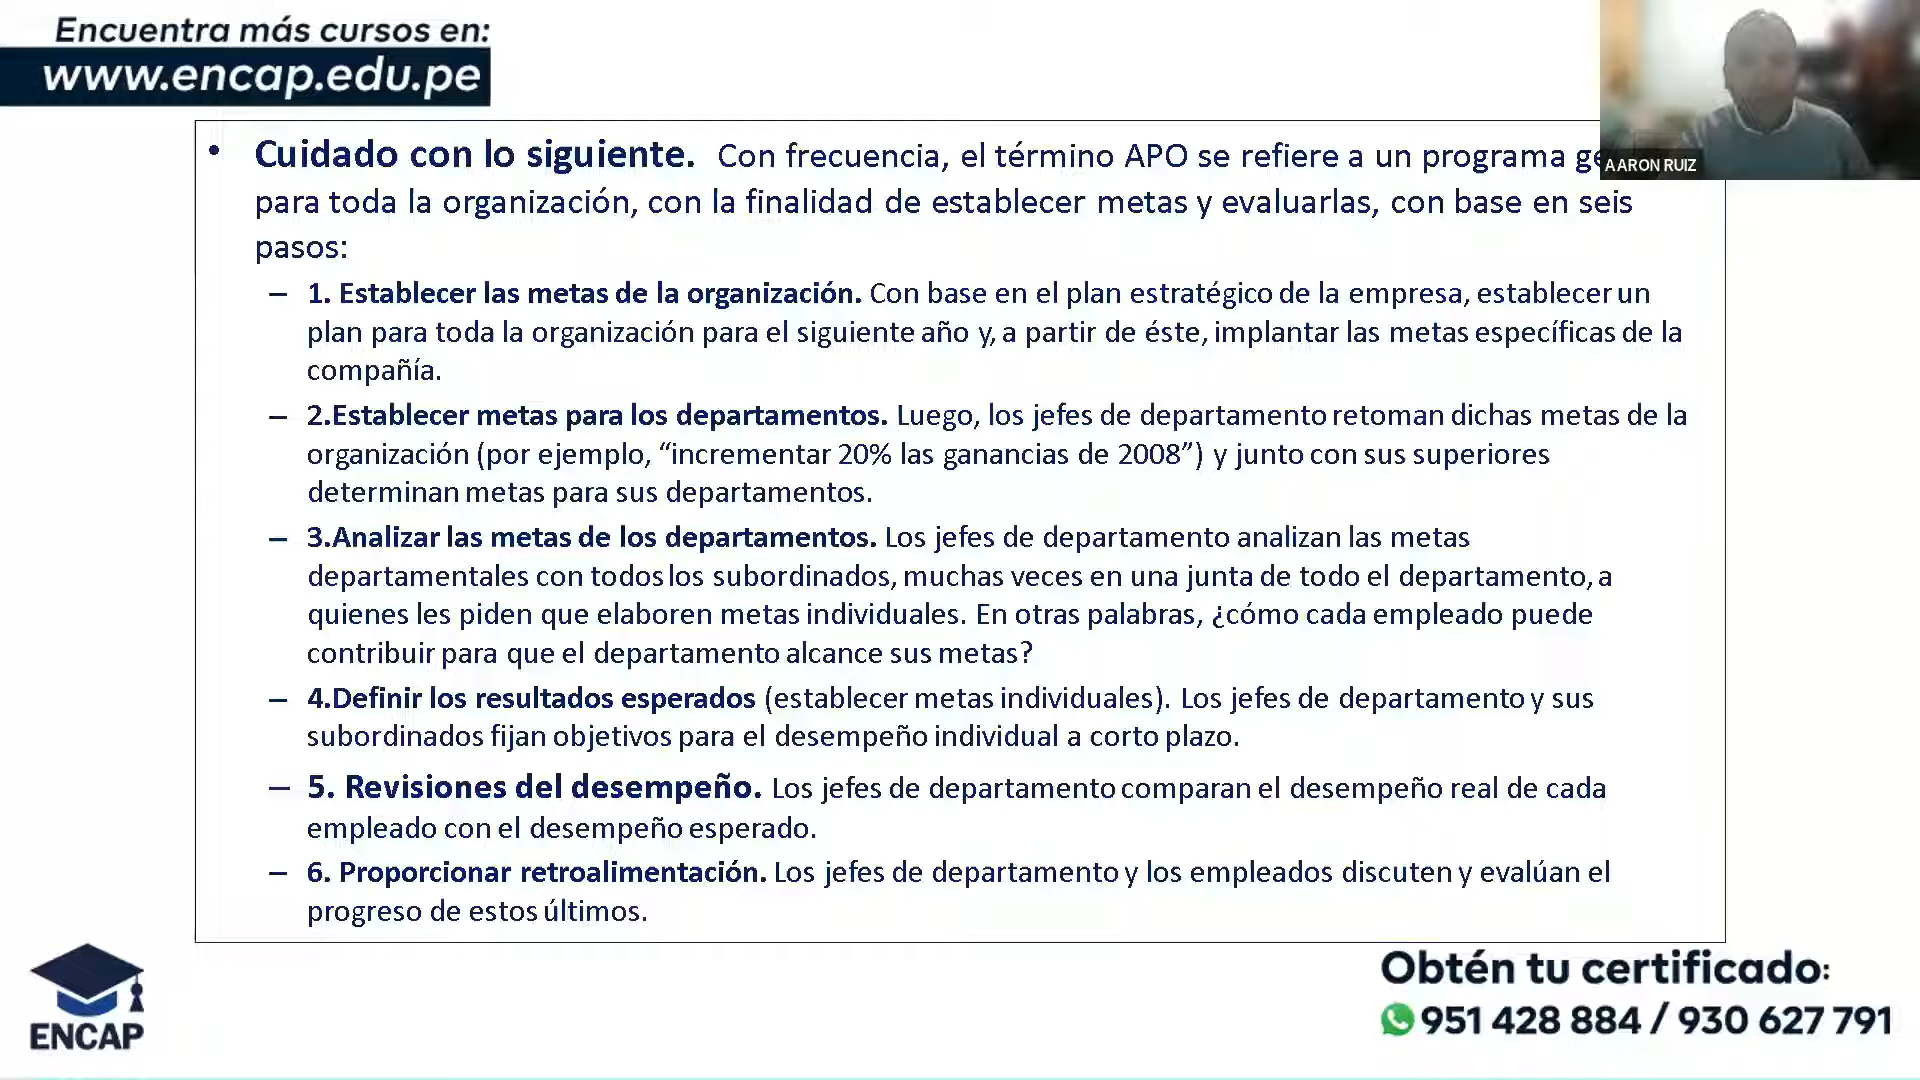 Encuentra más cursos en:
www.encap.edu.pe
AARON RUIZ
• Cuidado con lo siguiente. Con frecuencia, el término APO se refiere a un programa
para toda la organización, con la finalidad de establecer metas y evaluarlas, con base en seis
pasos:
– 1. Establecer las metas de la organización. Con base en el plan estratégico de la empresa, establecer un
plan para toda la organización para el siguiente año y, a partir de éste, implantar las metas específicas de la
compañía.
– 2.Establecer metas para los departamentos. Luego, los jefes de departamento retoman dichas metas de la
organización (por ejemplo, “incrementar 20% las ganancias de 2008”) y junto con sus superiores
determinan metas para sus departamentos.
– 3.Analizar las metas de los departamentos. Los jefes de departamento analizan las metas
departamentales con todos los subordinados, muchas veces en una junta de todo el departamento, a
quienes les piden que elaboren metas individuales. En otras palabras, ¿cómo cada empleado puede
contribuir para que el departamento alcance sus metas?
– 4.Definir los resultados esperados (establecer metas individuales). Los jefes de departamento y sus
subordinados fijan objetivos para el desempeño individual a corto plazo.
– 5. Revisiones del desempeño. Los jefes de departamento comparan el desempeño real de cada
empleado con el desempeño esperado.
– 6. Proporcionar retroalimentación. Los jefes de departamento y los empleados discuten y evalúan el
progreso de estos últimos.
ENCAP
Obtén tu certificado:
951 428 884 / 930 627 791